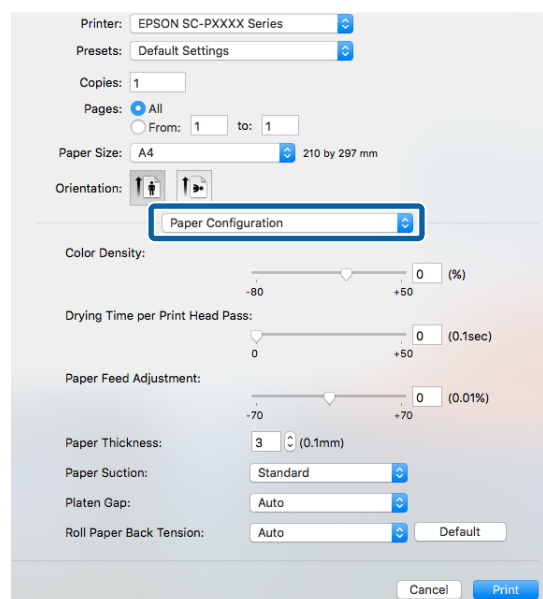 Printer: EPSON SC-PXXXX Series
Presets: Default Settings
Copies: 1
Pages: All
From: 1 to: 1
Paper Size: A4 210 by 297 mm
Orientation:
Paper Configuration
Color Density:
0 (%)
-80 +50
Drying Time per Print Head Pass:
0 (0.1sec)
0 +50
Paper Feed Adjustment:
0 (0.01%)
-70 +70
Paper Thickness: 3 (0.1mm)
Paper Suction: Standard
Platen Gap: Auto
Roll Paper Back Tension: Auto Default
Cancel Print